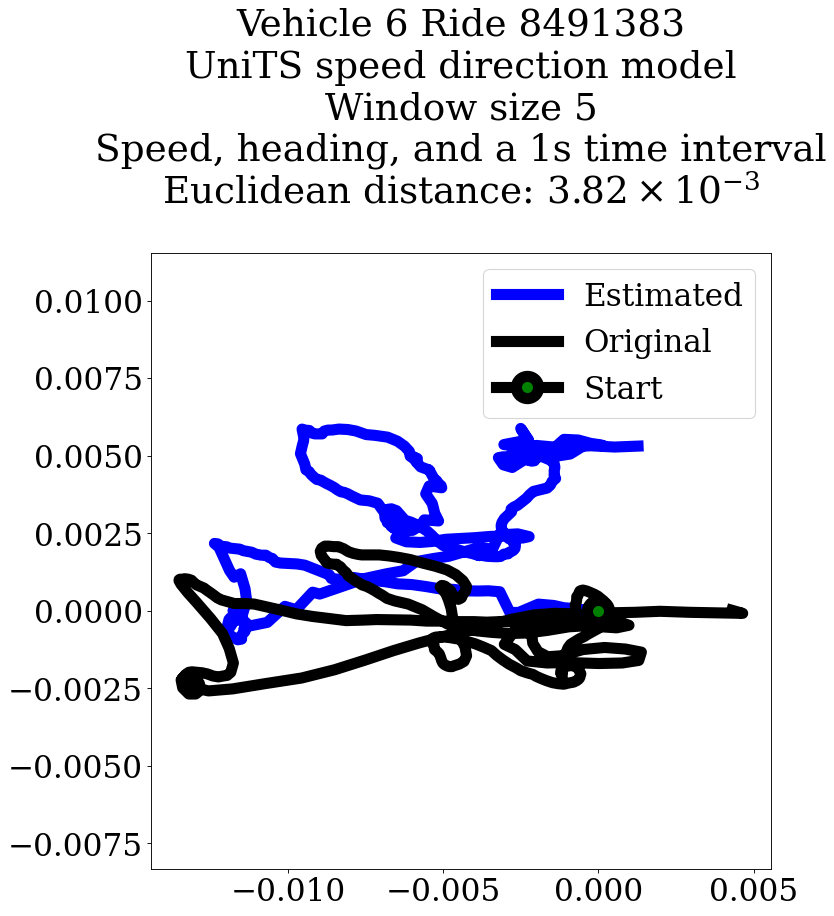 Vehicle 6 Ride 8491383
UniTS speed direction model
Window size 5
Speed, heading, and a 1s time interval
Euclidean distance: 3.82 × 10⁻³
Estimated
Original
Start
0.0100
0.0075
0.0050
0.0025
0.0000
−0.0025
−0.0050
−0.0075
−0.010 −0.005 0.000 0.005